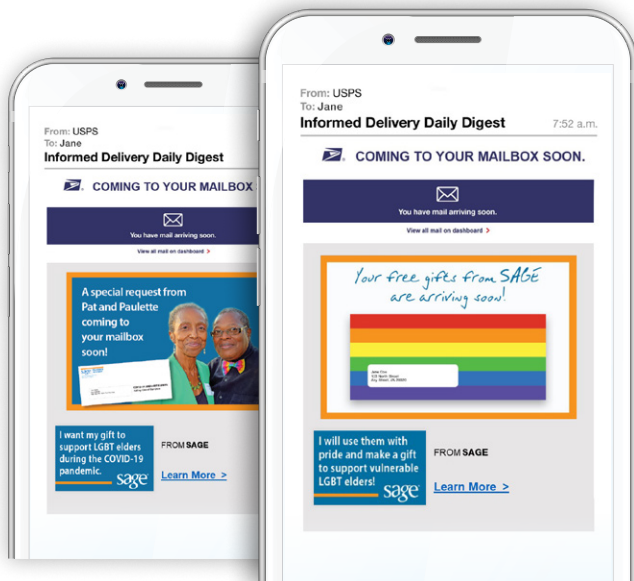 From: USPS
To: Jane
Informed Delivery Daily Digest
COMING TO YOUR MAILBOX
You have mail arriving soon.
View all mail on dashboard >
A special request from
Pat and Paulette
coming to
your mailbox
soon!
I want my gift to
support LGBT elders
during the COVID-19
pandemic.
sage
FROM SAGE
Learn More >
From: USPS
To: Jane
Informed Delivery Daily Digest
7:52 a.m.
COMING TO YOUR MAILBOX SOON.
You have mail arriving soon.
View all mail on dashboard >
Your free gifts from SAGE
are arriving soon!
I will use them with
pride and make a gift
to support vulnerable
LGBT elders!
sage
FROM SAGE
Learn More >